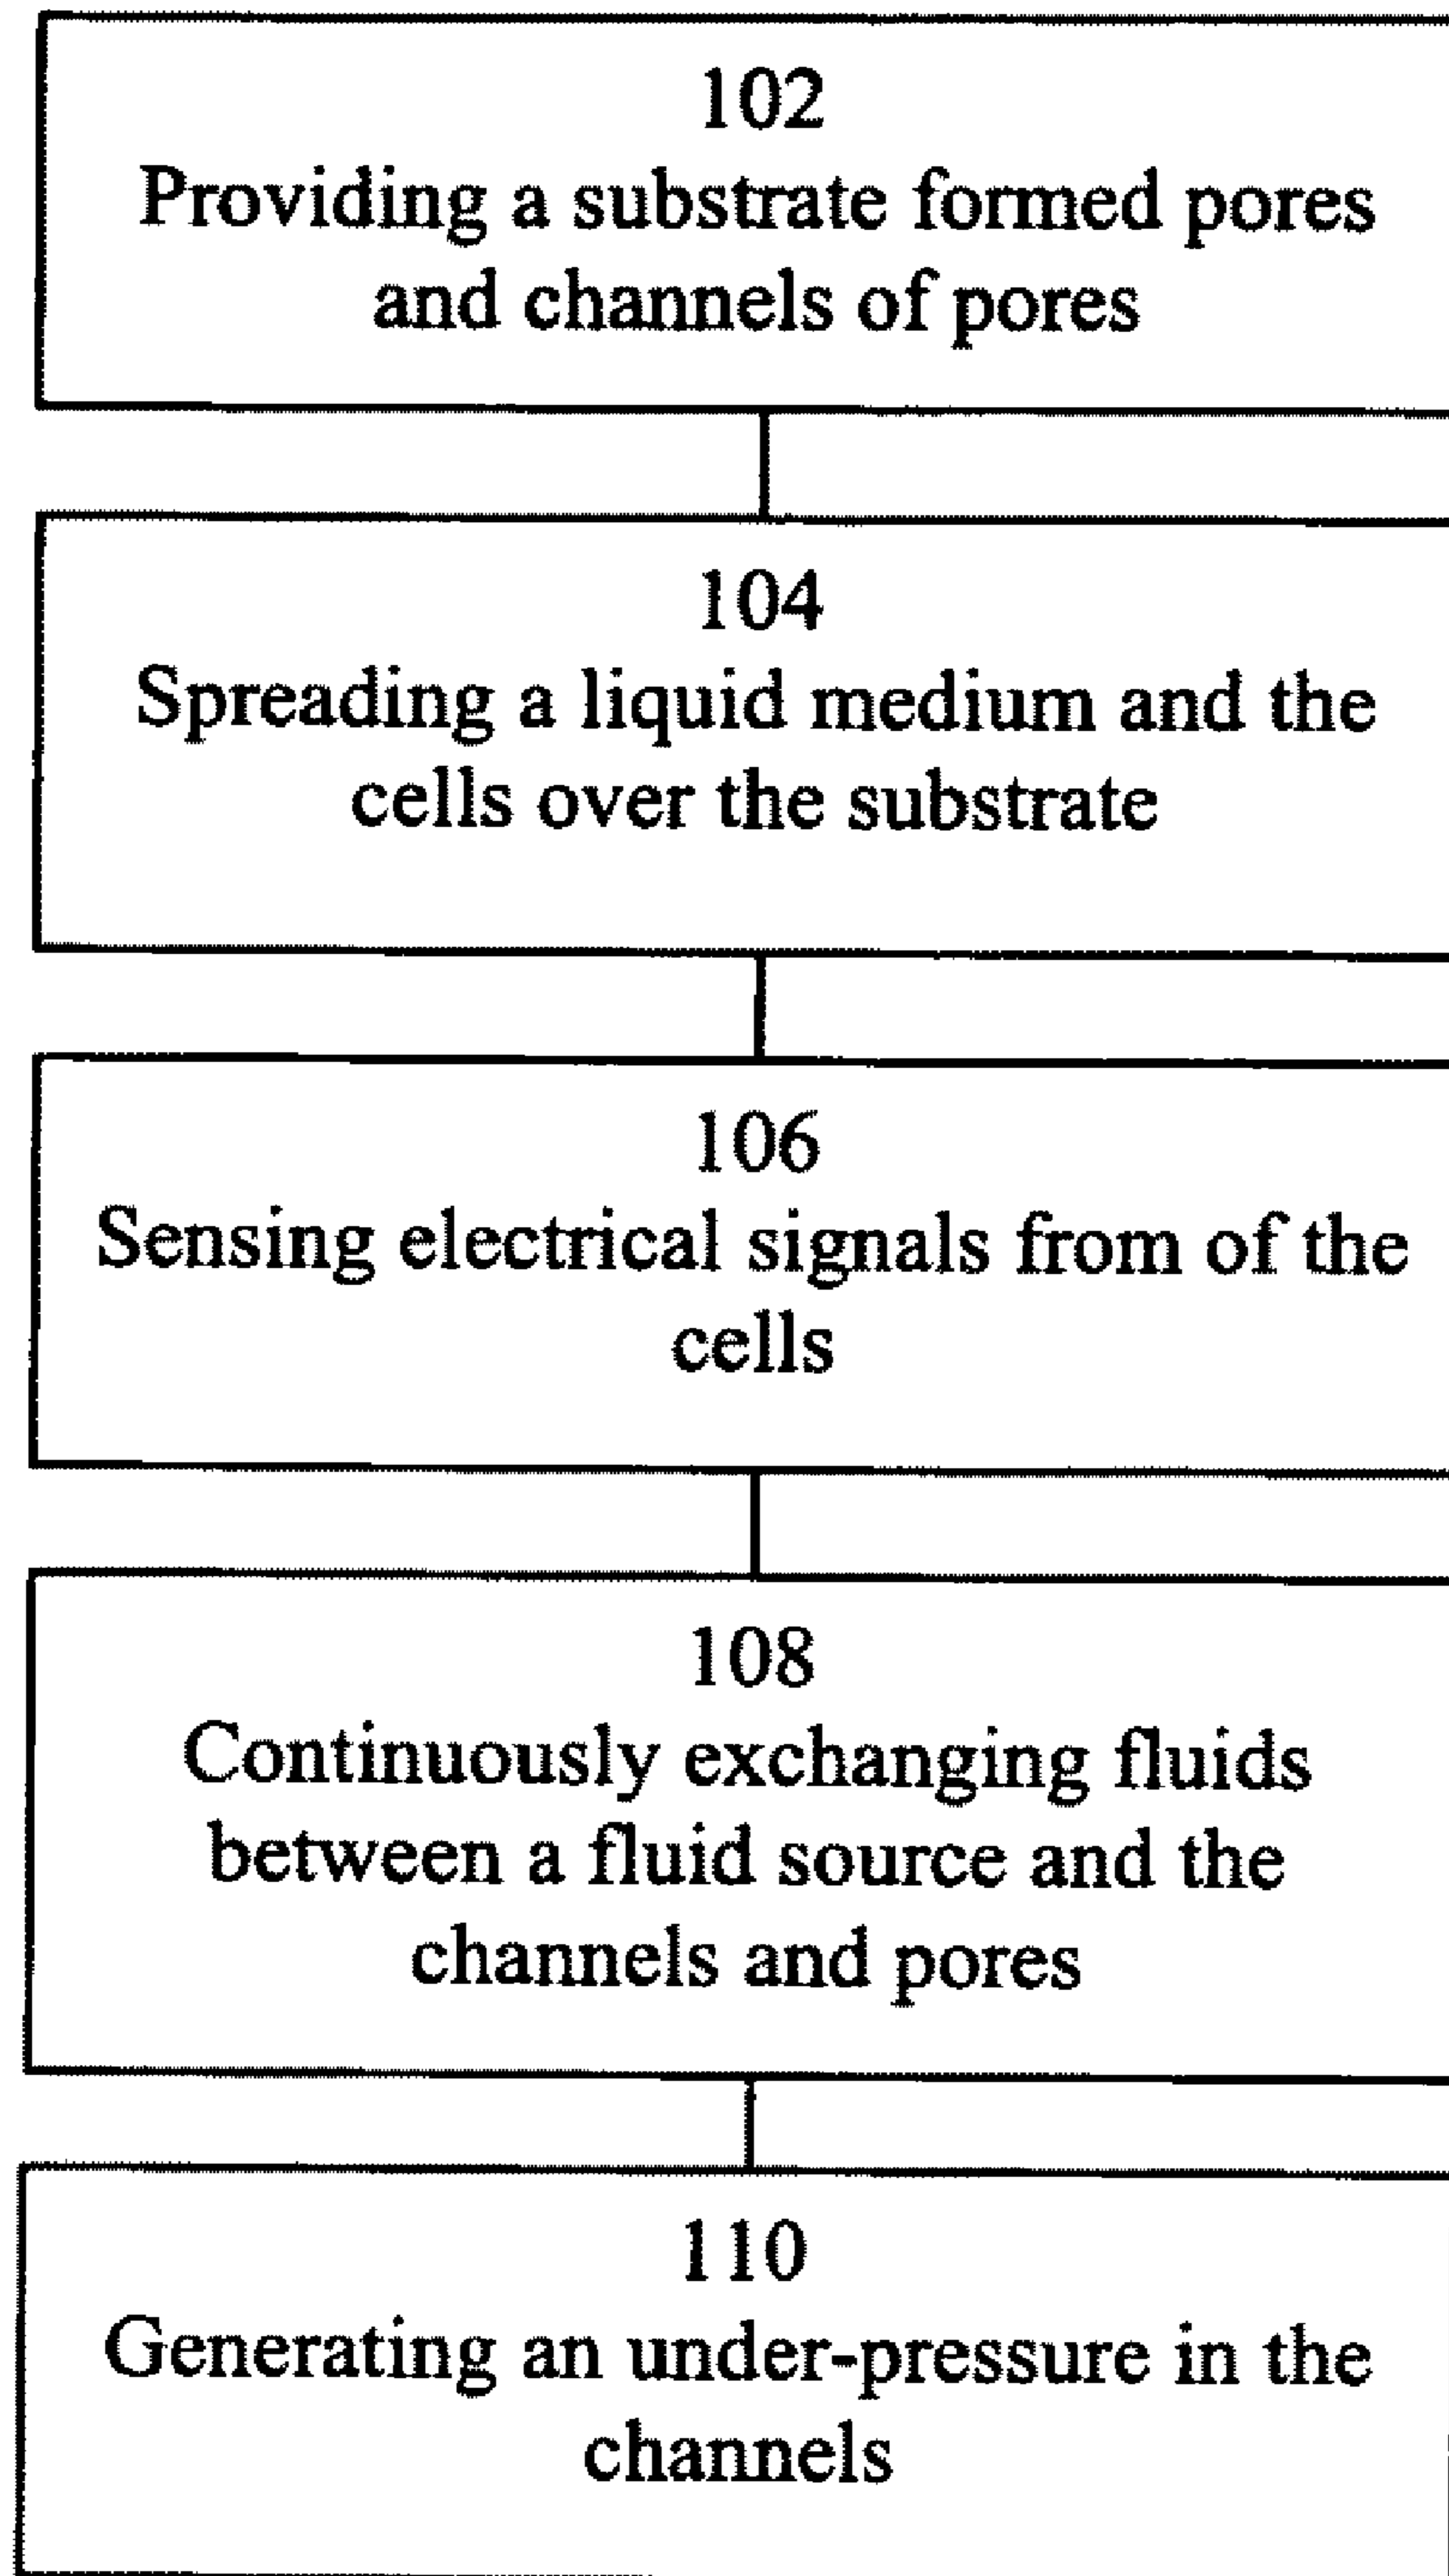 102
Providing a substrate formed pores
and channels of pores
104
Spreading a liquid medium and the
cells over the substrate
106
Sensing electrical signals from of the
cells
108
Continuously exchanging fluids
between a fluid source and the
channels and pores
110
Generating an under-pressure in the
channels